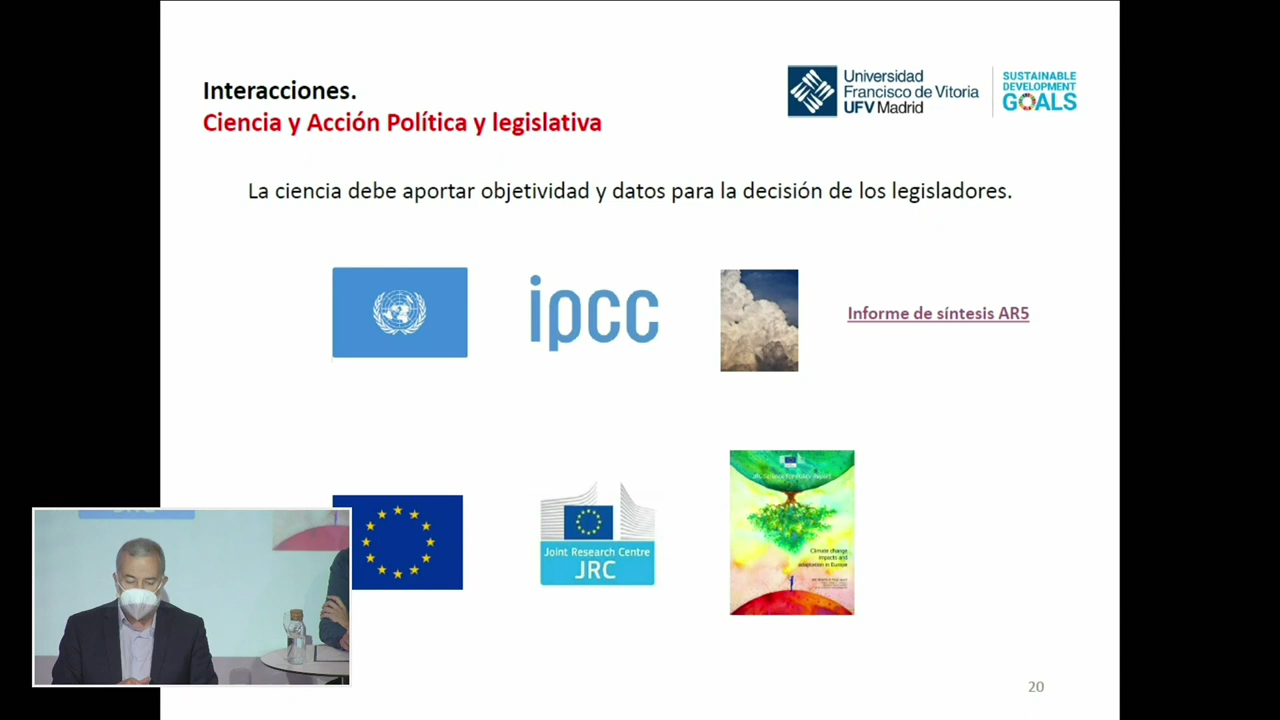 Interacciones.
Ciencia y Acción Política y legislativa
Universidad
Francisco de Vitoria
UFV Madrid
SUSTAINABLE
DEVELOPMENT
GOALS
La ciencia debe aportar objetividad y datos para la decisión de los legisladores.
ipcc
Informe de síntesis AR5
Joint Research Centre
JRC
Climate change
impacts and
adaptation in Europe
20